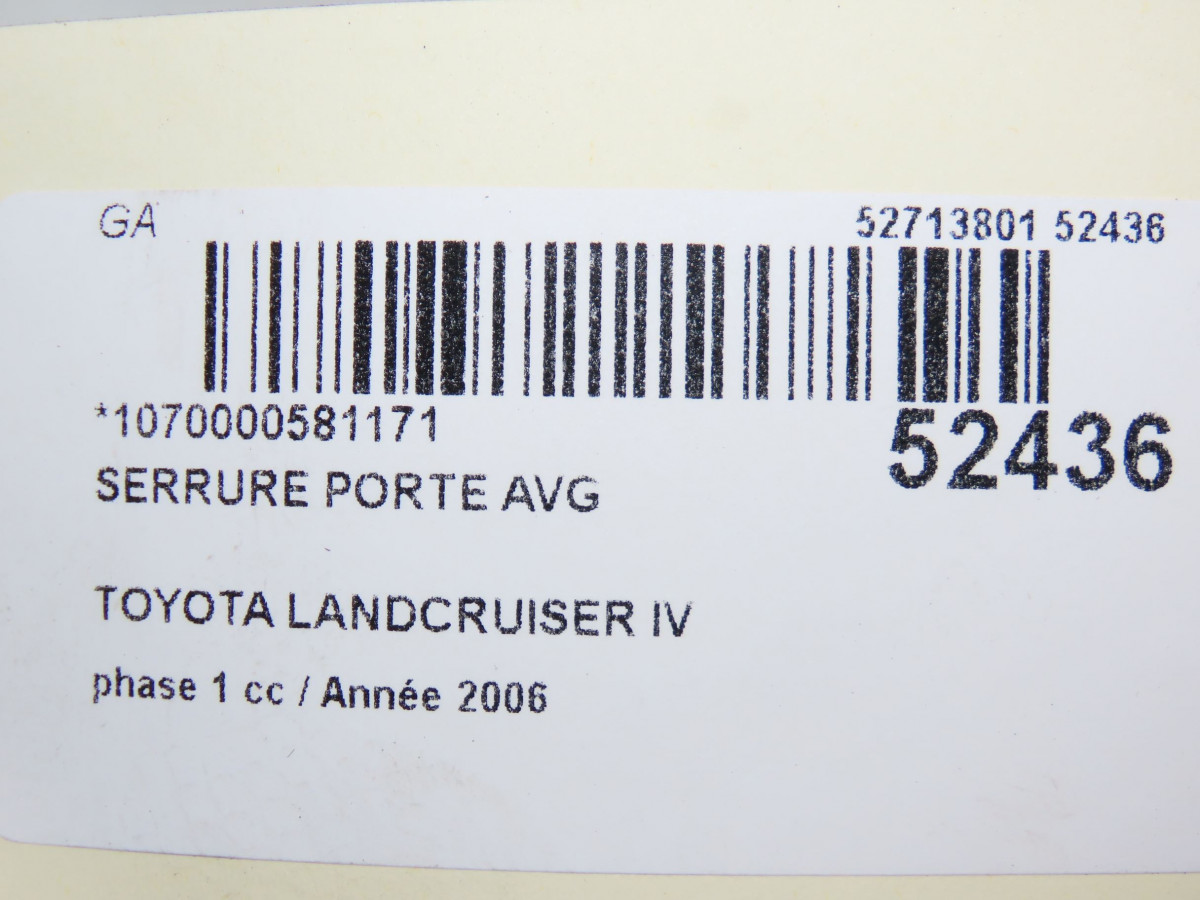 GA
52713801 52436
*1070000581171
52436
SERRURE PORTE AVG
TOYOTA LANDCRUISER IV
phase 1 cc / Année 2006